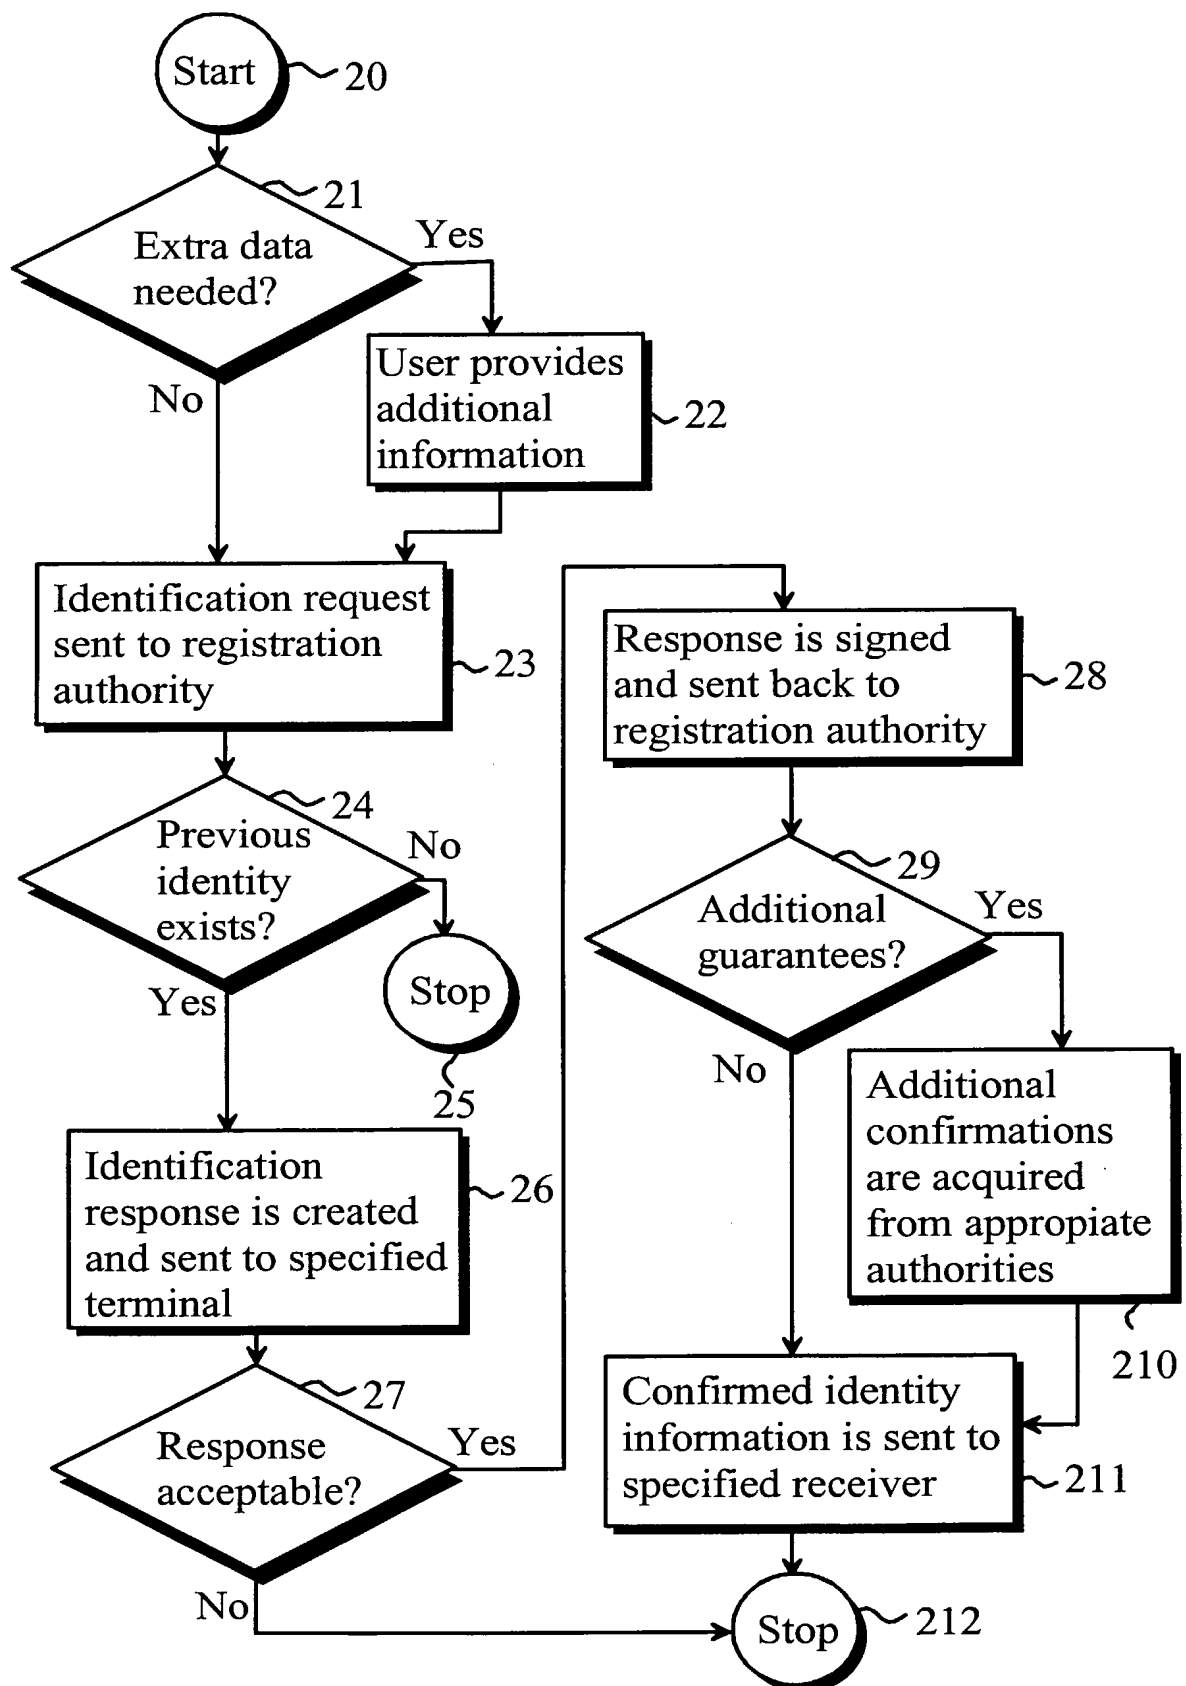 Start
20
21
Extra data
needed?
Yes
No
User provides
additional
information
22
Identification request
sent to registration
authority
23
24
Previous
identity
exists?
No
Yes
Stop
25
Identification
response is created
and sent to specified
terminal
26
27
Response
acceptable?
Yes
No
Response is signed
and sent back to
registration authority
28
29
Additional
guarantees?
Yes
No
Additional
confirmations
are acquired
from appropiate
authorities
210
Confirmed identity
information is sent to
specified receiver
211
Stop
212